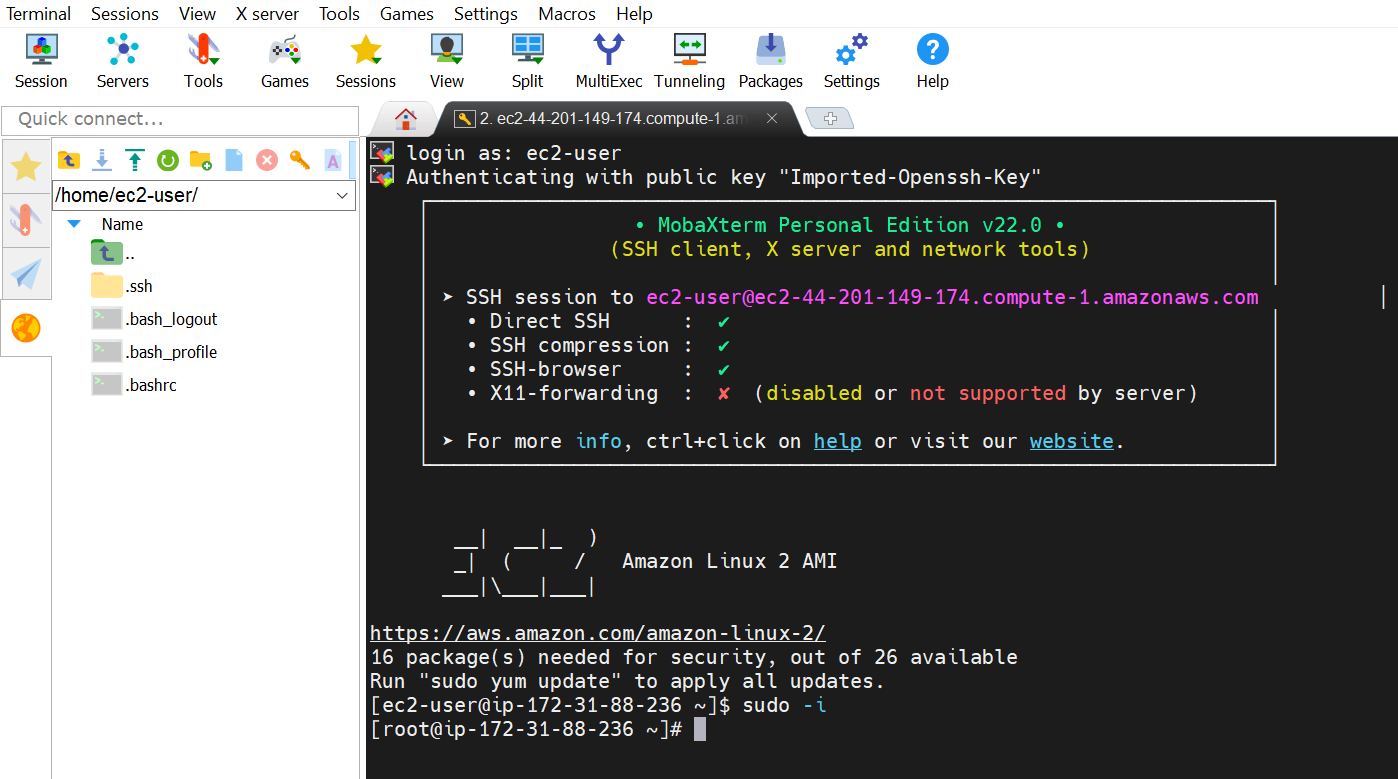 Terminal Sessions View X server Tools Games Settings Macros Help
Session Servers Tools Games Sessions View Split MultiExec Tunneling Packages Settings Help
Quick connect...
2. ec2-44-201-149-174.compute-1.am
/home/ec2-user/
Name
..
.ssh
.bash_logout
.bash_profile
.bashrc
login as: ec2-user
Authenticating with public key "Imported-Openssh-Key"
• MobaXterm Personal Edition v22.0 •
(SSH client, X server and network tools)
➤ SSH session to ec2-user@ec2-44-201-149-174.compute-1.amazonaws.com
• Direct SSH : ✔
• SSH compression : ✔
• SSH-browser : ✔
• X11-forwarding : ✘ (disabled or not supported by server)
➤ For more info, ctrl+click on help or visit our website.
__| __|_ )
_| ( / Amazon Linux 2 AMI
___|\___|___|
https://aws.amazon.com/amazon-linux-2/
16 package(s) needed for security, out of 26 available
Run "sudo yum update" to apply all updates.
[ec2-user@ip-172-31-88-236 ~]$ sudo -i
[root@ip-172-31-88-236 ~]#